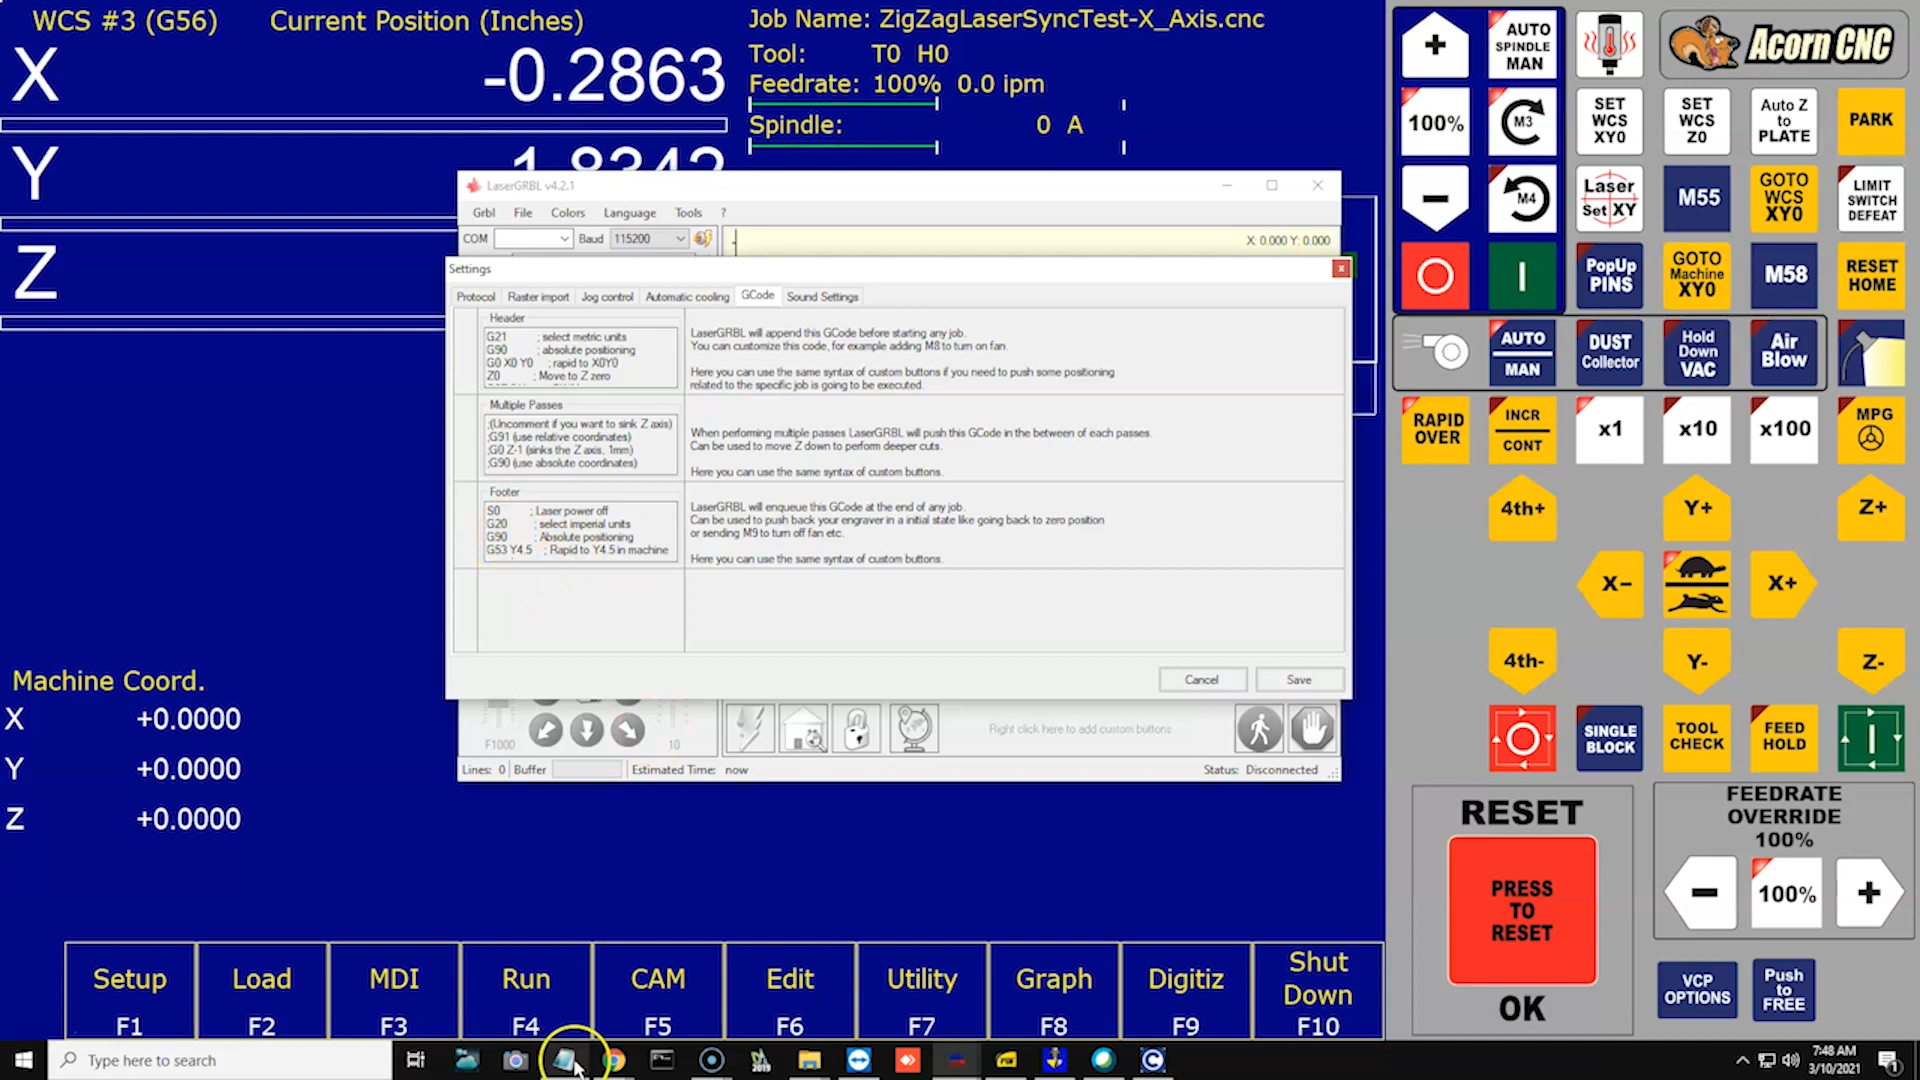 WCS #3 (G56)
Current Position (Inches)
X
-0.2863
Y
1.8342
Z
Job Name: ZigZagLaserSyncTest-X_Axis.cnc
Tool: T0 H0
Feedrate: 100% 0.0 ipm
Spindle: 0 A
LaserGRBL v4.2.1
Grbl File Colors Language Tools ?
COM
Baud 115200
X: 0.000 Y: 0.000
Settings
Protocol Raster import Jog control Automatic cooling GCode Sound Settings
Header
G21 ; select metric units
G90 ; absolute positioning
G0 X0 Y0 ; rapid to X0Y0
Z0 ; Move to Z zero
LaserGRBL will append this GCode before starting any job.
You can customize this code, for example adding M8 to turn on fan.
Here you can use the same syntax of custom buttons if you need to push some positioning
related to the specific job is going to be executed.
Multiple Passes
;(Uncomment if you want to sink Z axis)
;G91 (use relative coordinates)
;G0 Z-1 (sinks the Z axis, 1mm)
;G90 (use absolute coordinates)
When performing multiple passes LaserGRBL will push this GCode in the between of each passes.
Can be used to move Z down to perform deeper cuts.
Here you can use the same syntax of custom buttons.
Footer
S0 ; Laser power off
G20 ; select imperial units
G90 ; Absolute positioning
G53 Y4.5 ; Rapid to Y4.5 in machine
LaserGRBL will enqueue this GCode at the end of any job.
Can be used to push back your engraver in a initial state like going back to zero position
or sending M9 to turn off fan etc.
Here you can use the same syntax of custom buttons.
Cancel
Save
F1000
10
Right click here to add custom buttons
Lines: 0 Buffer
Estimated Time: now
Status: Disconnected
Machine Coord.
X +0.0000
Y +0.0000
Z +0.0000
Setup
F1
Load
F2
MDI
F3
Run
F4
CAM
F5
Edit
F6
Utility
F7
Graph
F8
Digitiz
F9
Shut
Down
F10
+
AUTO
SPINDLE
MAN
Acorn CNC
100%
M3
SET
WCS
XY0
SET
WCS
Z0
Auto Z
to
PLATE
PARK
−
M4
Laser
Set XY
M55
GOTO
WCS
XY0
LIMIT
SWITCH
DEFEAT
PopUp
PINS
GOTO
Machine
XY0
M58
RESET
HOME
AUTO
MAN
DUST
Collector
Hold
Down
VAC
Air
Blow
RAPID
OVER
INCR
CONT
x1
x10
x100
MPG
4th+
Y+
Z+
X−
X+
4th-
Y-
Z-
SINGLE
BLOCK
TOOL
CHECK
FEED
HOLD
RESET
PRESS
TO
RESET
OK
FEEDRATE
OVERRIDE
100%
−
100%
+
VCP
OPTIONS
Push
to
FREE
Type here to search
2019
7:48 AM
3/10/2021
1